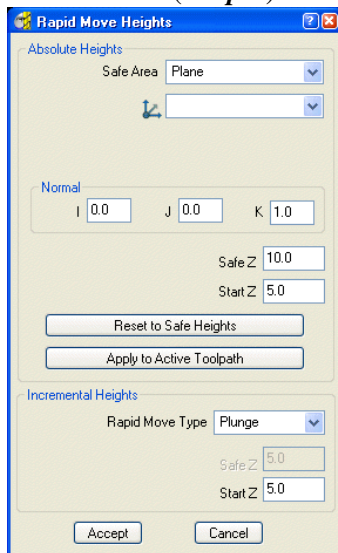 Rapid Move Heights
Absolute Heights
Safe Area Plane
Normal
I 0.0 J 0.0 K 1.0
Safe Z 10.0
Start Z 5.0
Reset to Safe Heights
Apply to Active Toolpath
Incremental Heights
Rapid Move Type Plunge
Safe Z 5.0
Start Z 5.0
Accept Cancel